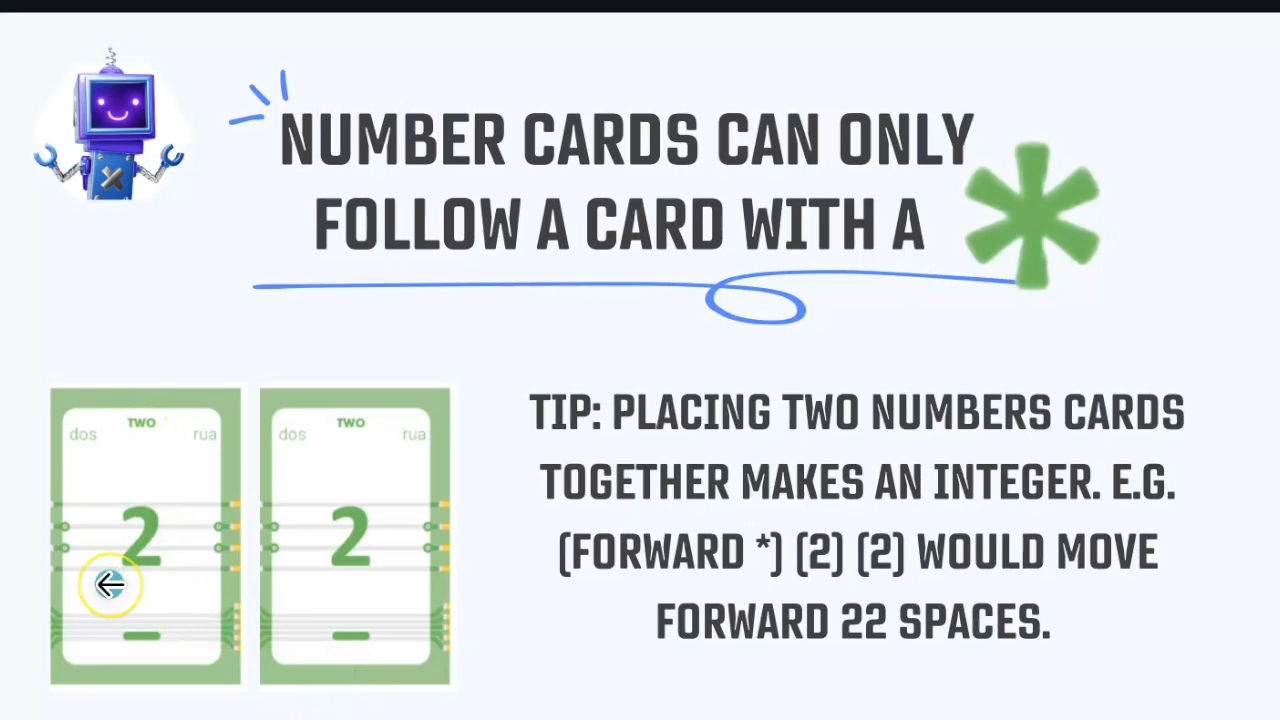 NUMBER CARDS CAN ONLY
FOLLOW A CARD WITH A *
TWO
dos rua
2
TWO
dos rua
2
TIP: PLACING TWO NUMBERS CARDS
TOGETHER MAKES AN INTEGER. E.G.
(FORWARD *) (2) (2) WOULD MOVE
FORWARD 22 SPACES.